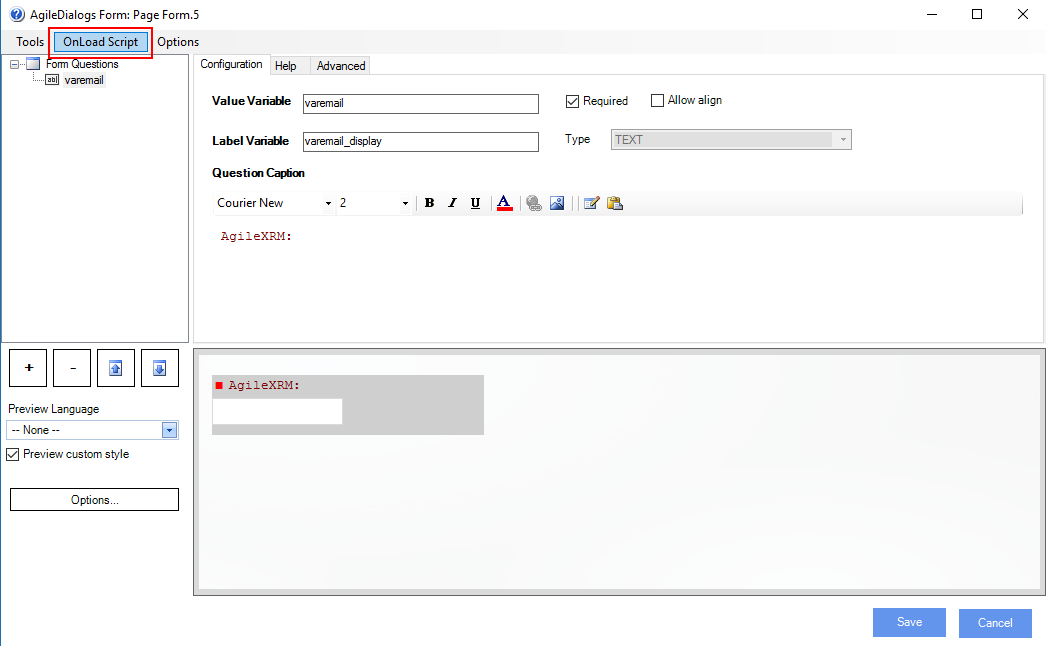 AgileDialogs Form: Page Form.5
Tools OnLoad Script Options
Form Questions
varemail
Configuration Help Advanced
Value Variable varemail Required Allow align
Label Variable varemail_display Type TEXT
Question Caption
Courier New 2 B I U A
AgileXRM:
+ -
Preview Language
-- None --
Preview custom style
Options...
AgileXRM:
Save Cancel